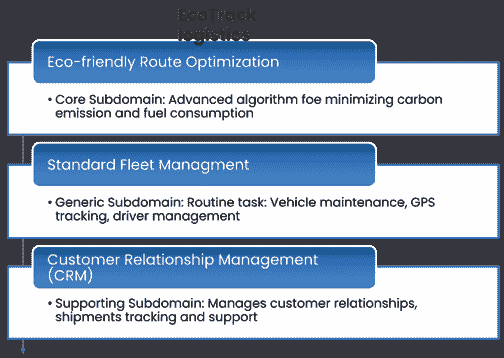 EcoTrack
logistics
Eco-friendly Route Optimization
• Core Subdomain: Advanced algorithm foe minimizing carbon
emission and fuel consumption
Standard Fleet Managment
• Generic Subdomain: Routine task: Vehicle maintenance, GPS
tracking, driver management
Customer Relationship Management
(CRM)
• Supporting Subdomain: Manages customer relationships,
shipments tracking and support